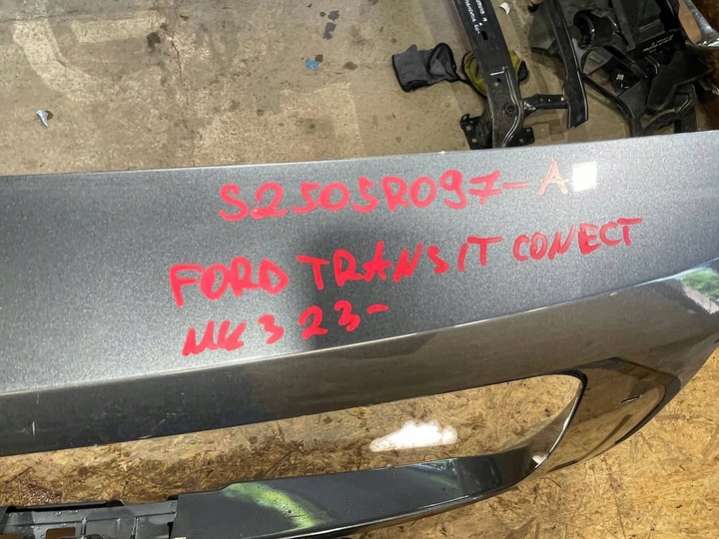 S2505R097-A
FORD TRANSIT CONECT
MK3 23-